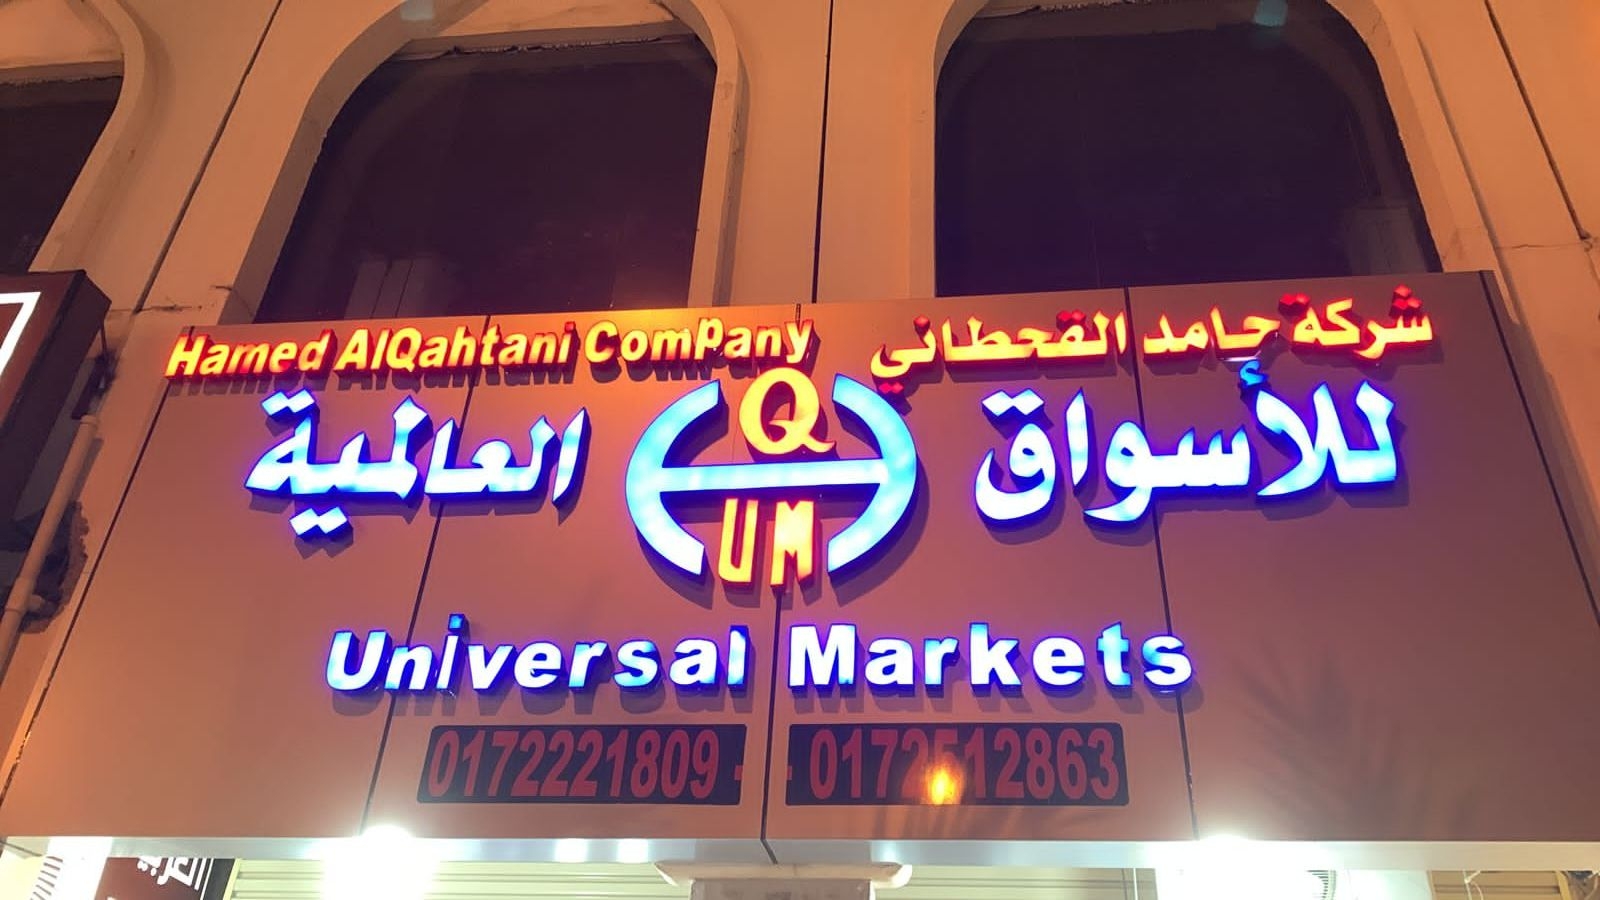 Hamed AlQahtani Company
شركة حامد القحطاني
للأسواق
العالمية
Q
UM
Universal Markets
0172221809 - 0172512863